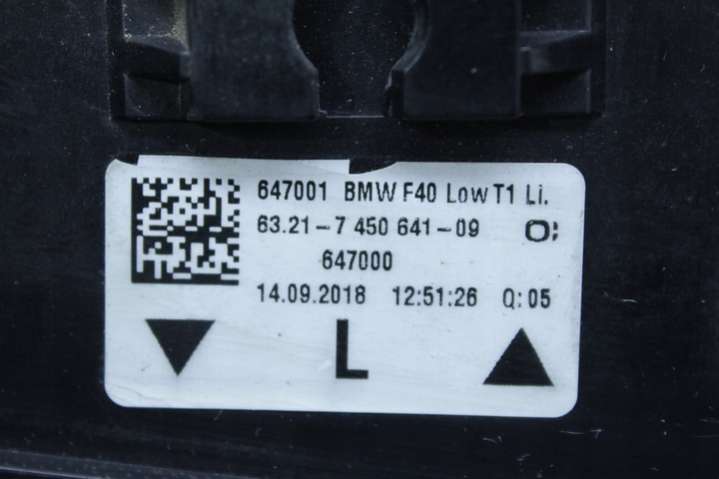 647001 BMW F40 Low T1 Li.
63.21-7 450 641-09 O:
647000
14.09.2018 12:51:26 Q: 05
▼ L ▲